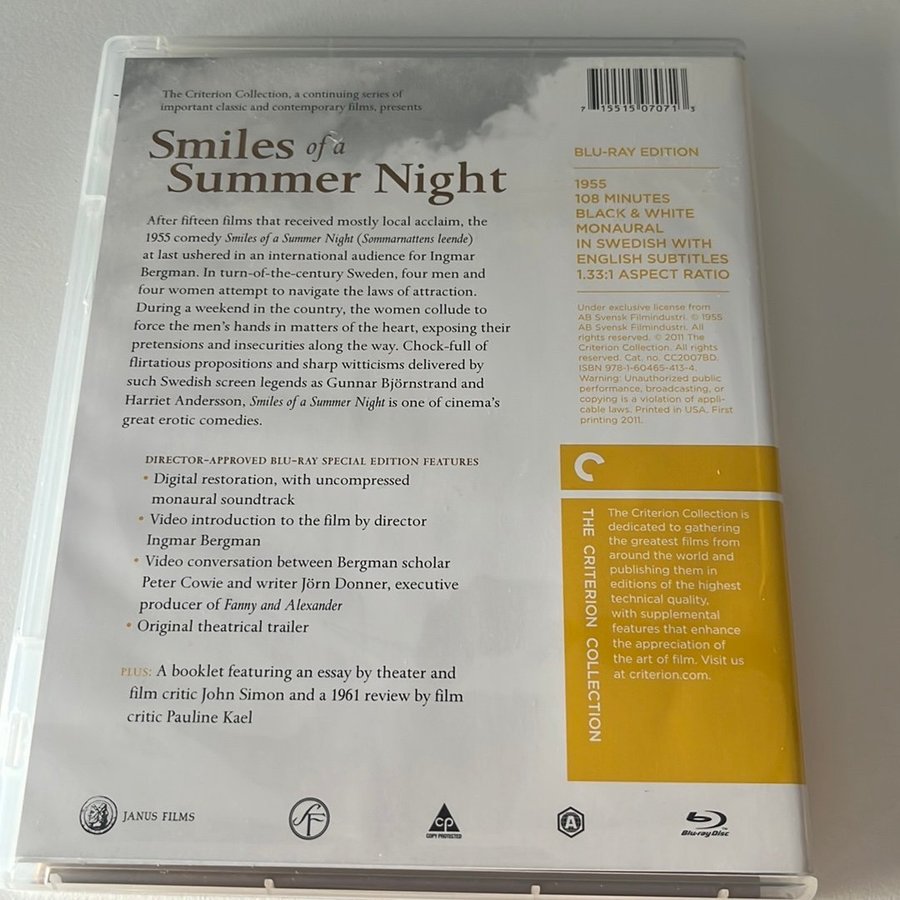 The Criterion Collection, a continuing series of
important classic and contemporary films, presents
Smiles of a
Summer Night
After fifteen films that received mostly local acclaim, the
1955 comedy Smiles of a Summer Night (Sommarnattens leende)
at last ushered in an international audience for Ingmar
Bergman. In turn-of-the-century Sweden, four men and
four women attempt to navigate the laws of attraction.
During a weekend in the country, the women collude to
force the men's hands in matters of the heart, exposing their
pretensions and insecurities along the way. Chock-full of
flirtatious propositions and sharp witticisms delivered by
such Swedish screen legends as Gunnar Björnstrand and
Harriet Andersson, Smiles of a Summer Night is one of cinema's
great erotic comedies.
DIRECTOR-APPROVED BLU-RAY SPECIAL EDITION FEATURES
• Digital restoration, with uncompressed
monaural soundtrack
• Video introduction to the film by director
Ingmar Bergman
• Video conversation between Bergman scholar
Peter Cowie and writer Jörn Donner, executive
producer of Fanny and Alexander
• Original theatrical trailer
PLUS: A booklet featuring an essay by theater and
film critic John Simon and a 1961 review by film
critic Pauline Kael
7 15515 07071 3
BLU-RAY EDITION
1955
108 MINUTES
BLACK & WHITE
MONAURAL
IN SWEDISH WITH
ENGLISH SUBTITLES
1.33:1 ASPECT RATIO
Under exclusive license from
AB Svensk Filmindustri. © 1955
AB Svensk Filmindustri. All
rights reserved. © 2011 The
Criterion Collection. All rights
reserved. Cat. no. CC2007BD.
ISBN 978-1-60465-413-4.
Warning: Unauthorized public
performance, broadcasting, or
copying is a violation of appli-
cable laws. Printed in USA. First
printing 2011.
THE CRITERION COLLECTION
The Criterion Collection is
dedicated to gathering
the greatest films from
around the world and
publishing them in
editions of the highest
technical quality,
with supplemental
features that enhance
the appreciation of
the art of film. Visit us
at criterion.com.
JANUS FILMS
SF
CP
COPY PROTECTED
A
Blu-ray Disc